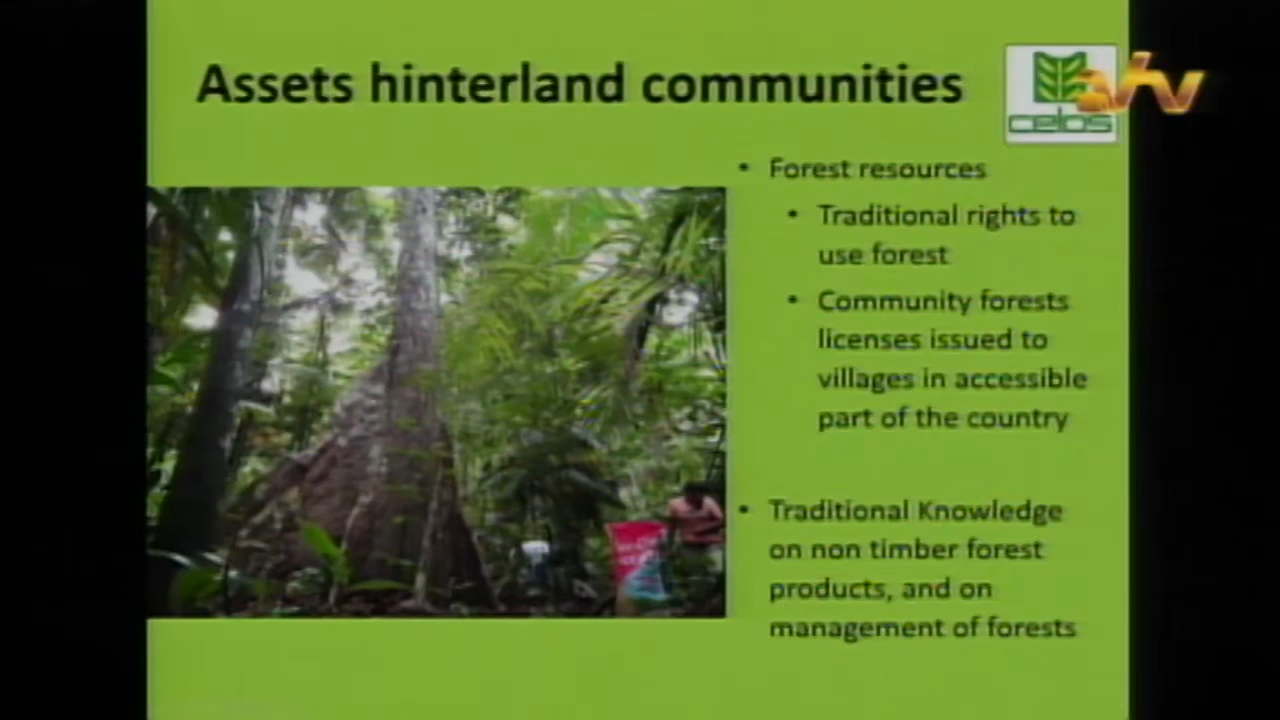 Assets hinterland communities
celos
atv
• Forest resources
• Traditional rights to
use forest
• Community forests
licenses issued to
villages in accessible
part of the country
• Traditional Knowledge
on non timber forest
products, and on
management of forests